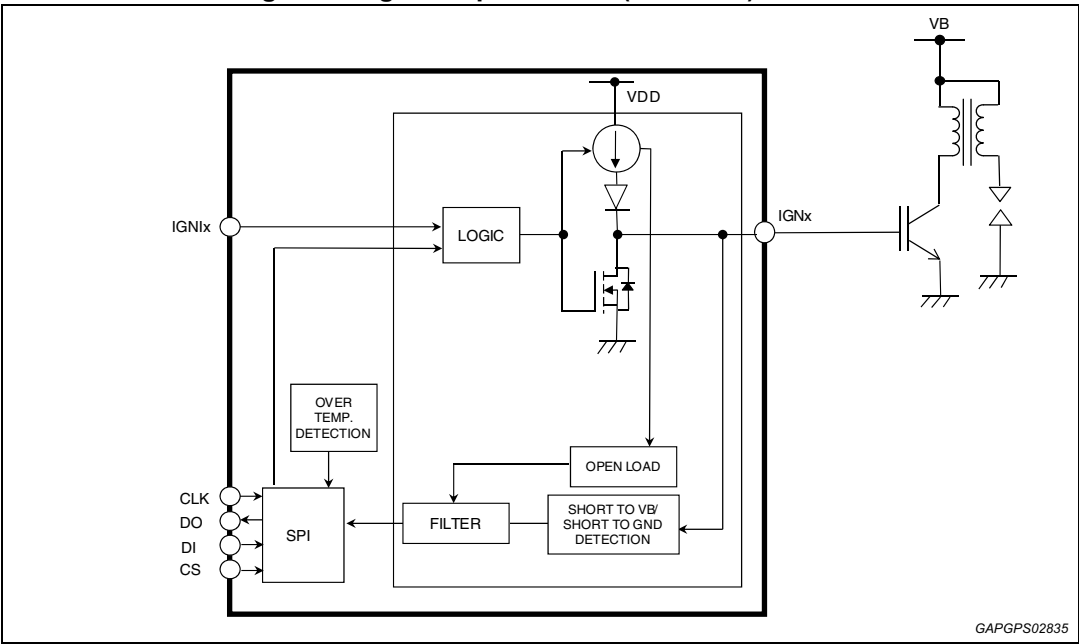 VB
VDD
IGNIx
LOGIC
IGNx
OVER
TEMP.
DETECTION
OPEN LOAD
CLK
DO
DI
CS
SPI
FILTER
SHORT TO VB/
SHORT TO GND
DETECTION
GAPGPS02835